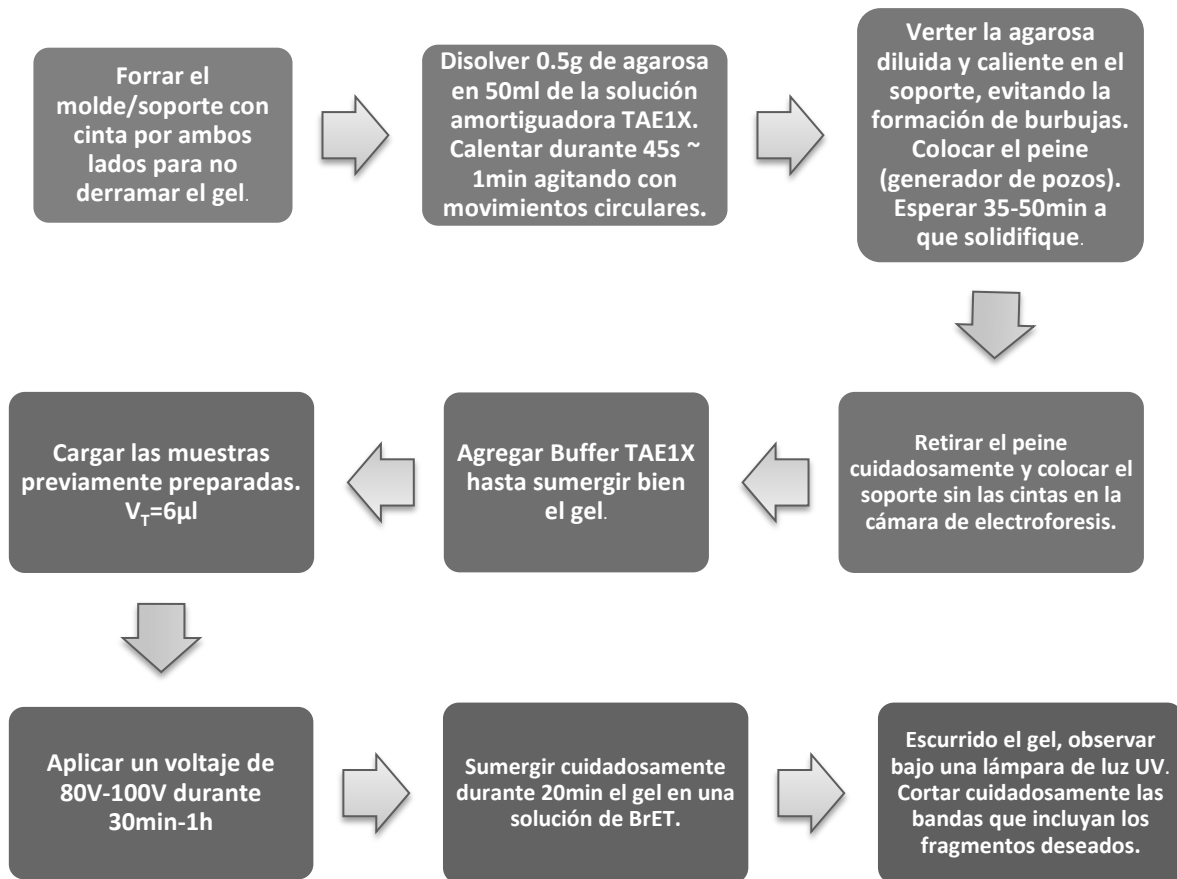 Forrar el
molde/soporte con
cinta por ambos
lados para no
derramar el gel.
Disolver 0.5g de agarosa
en 50ml de la solución
amortiguadora TAE1X.
Calentar durante 45s ~
1min agitando con
movimientos circulares.
Verter la agarosa
diluida y caliente en el
soporte, evitando la
formación de burbujas.
Colocar el peine
(generador de pozos).
Esperar 35-50min a
que solidifique.
Retirar el peine
cuidadosamente y colocar el
soporte sin las cintas en la
cámara de electroforesis.
Agregar Buffer TAE1X
hasta sumergir bien
el gel.
Cargar las muestras
previamente preparadas.
VT=6µl
Aplicar un voltaje de
80V-100V durante
30min-1h
Sumergir cuidadosamente
durante 20min el gel en una
solución de BrET.
Escurrido el gel, observar
bajo una lámpara de luz UV.
Cortar cuidadosamente las
bandas que incluyan los
fragmentos deseados.